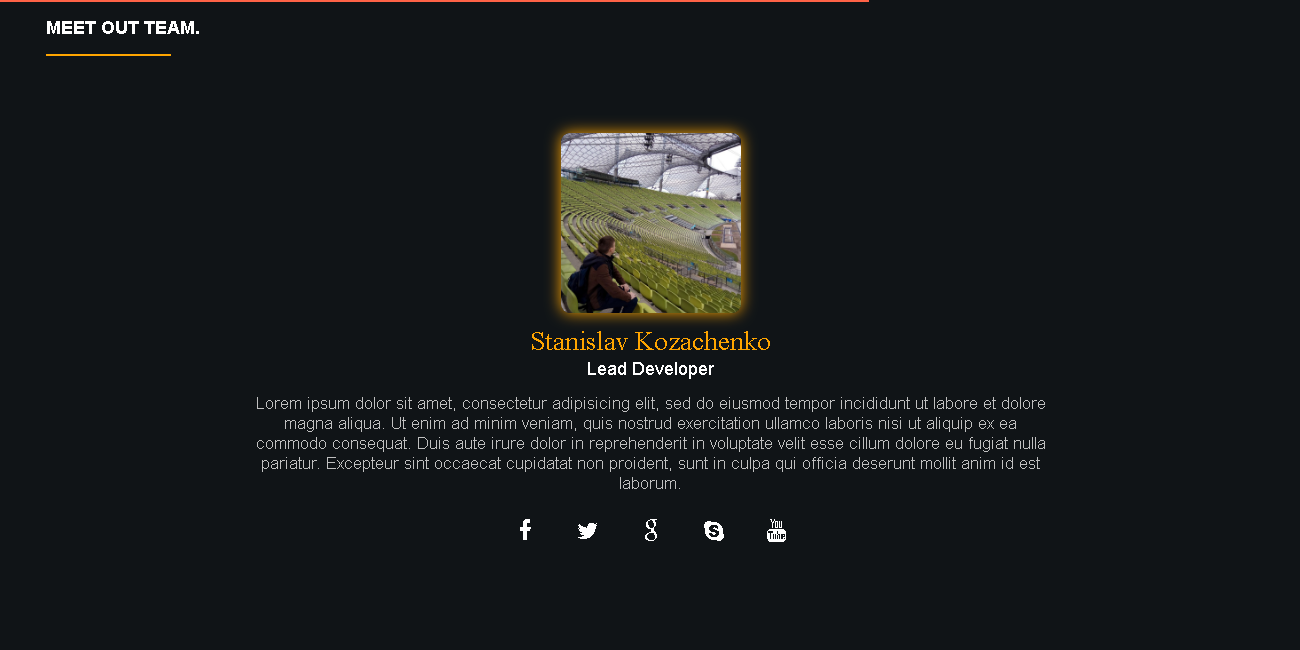 MEET OUT TEAM.
Stanislav Kozachenko
Lead Developer
Lorem ipsum dolor sit amet, consectetur adipisicing elit, sed do eiusmod tempor incididunt ut labore et dolore
magna aliqua. Ut enim ad minim veniam, quis nostrud exercitation ullamco laboris nisi ut aliquip ex ea
commodo consequat. Duis aute irure dolor in reprehenderit in voluptate velit esse cillum dolore eu fugiat nulla
pariatur. Excepteur sint occaecat cupidatat non proident, sunt in culpa qui officia deserunt mollit anim id est
laborum.
You
Tube